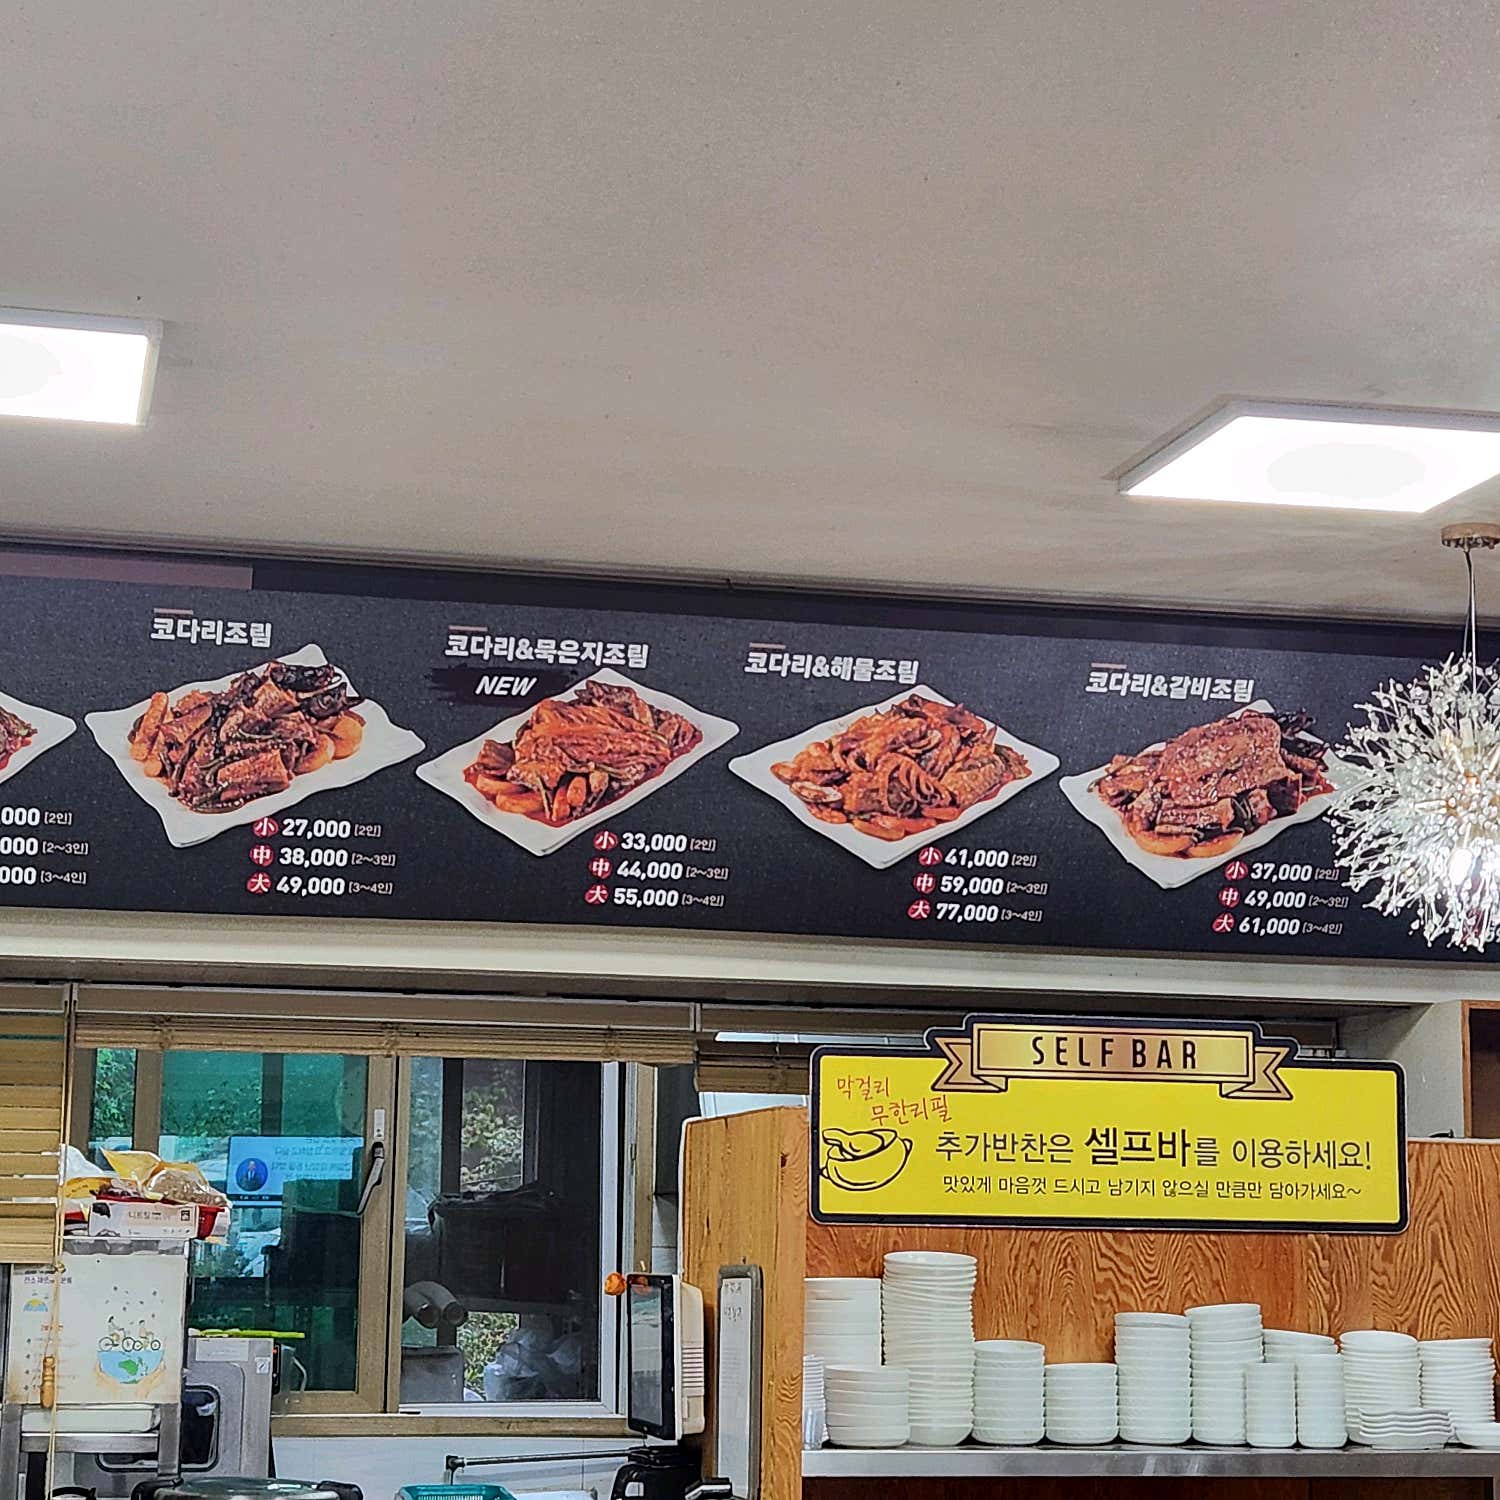 코다리조림
小 27,000 (2인)
中 38,000 (2~3인)
大 49,000 (3~4인)
코다리&묵은지조림
NEW
小 33,000 (2인)
中 44,000 (2~3인)
大 55,000 (3~4인)
코다리&해물조림
小 41,000 (2인)
中 59,000 (2~3인)
大 77,000 (3~4인)
코다리&갈비조림
小 37,000 (2인)
中 49,000 (2~3인)
大 61,000 (3~4인)
,000 (2인)
000 (2~3인)
000 (3~4인)
SELF BAR
막걸리
무한리필
추가반찬은 셀프바를 이용하세요!
맛있게 마음껏 드시고 남기지 않으실 만큼만 담아가세요~